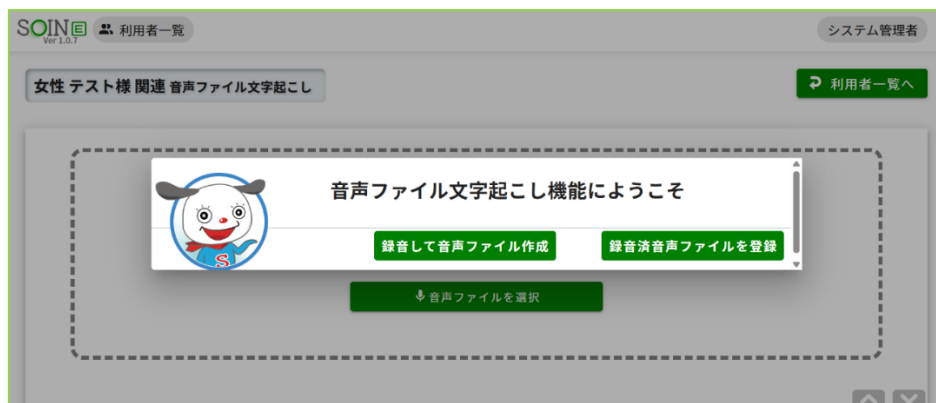 SOIN E 利用者一覧 システム管理者
Ver 1.0.7
女性 テスト様 関連 音声ファイル文字起こし 利用者一覧へ
音声ファイル文字起こし機能にようこそ
録音して音声ファイル作成 録音済音声ファイルを登録
S
音声ファイルを選択